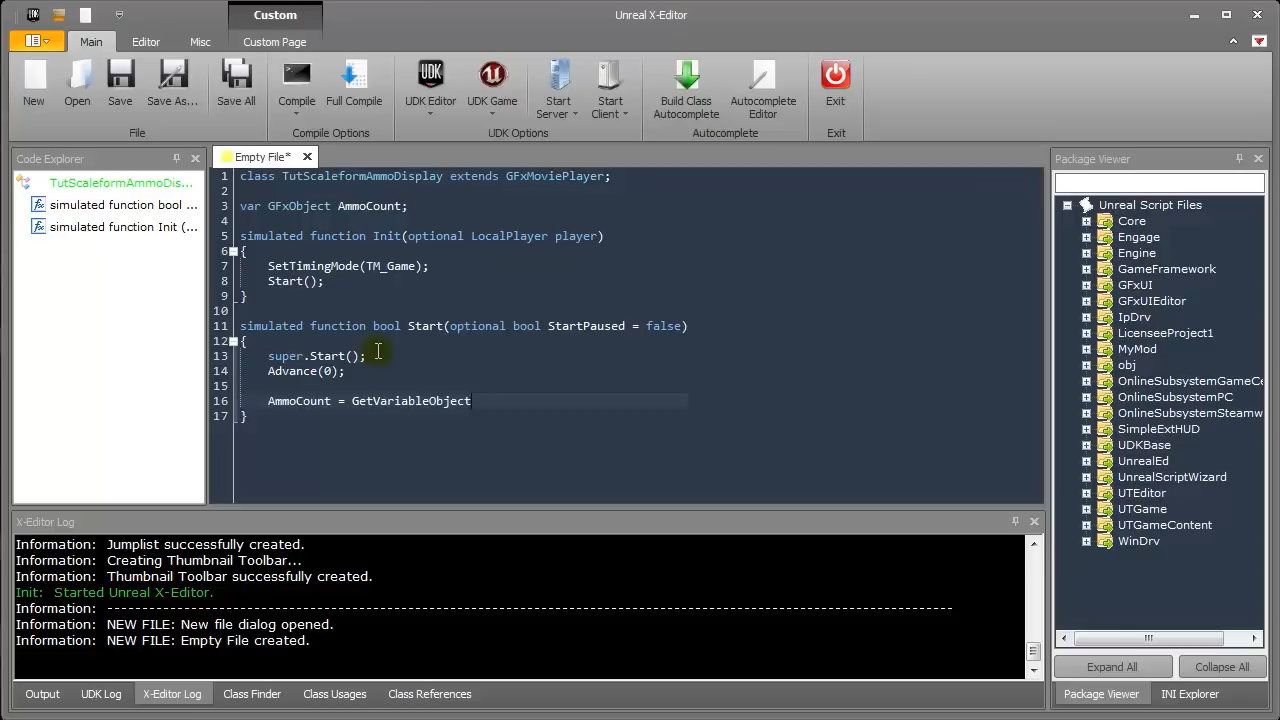 Custom
Unreal X-Editor
Main
Editor
Misc
Custom Page
New
Open
Save
Save As...
Save All
Compile
Full Compile
UDK
UDK Editor
UDK Game
Start
Server
Start
Client
Build Class
Autocomplete
Autocomplete
Editor
Exit
File
Compile Options
UDK Options
Autocomplete
Exit
Code Explorer
TutScaleformAmmoDis...
simulated function bool ...
simulated function Init (...
Empty File*
1 class TutScaleformAmmoDisplay extends GFxMoviePlayer;
2
3 var GFxObject AmmoCount;
4
5 simulated function Init(optional LocalPlayer player)
6 {
7 SetTimingMode(TM_Game);
8 Start();
9 }
10
11 simulated function bool Start(optional bool StartPaused = false)
12 {
13 super.Start();
14 Advance(0);
15
16 AmmoCount = GetVariableObject
17 }
Package Viewer
Unreal Script Files
Core
Engage
Engine
GameFramework
GFxUI
GFxUIEditor
IpDrv
LicenseeProject1
MyMod
obj
OnlineSubsystemGameCe
OnlineSubsystemPC
OnlineSubsystemSteamw
SimpleExtHUD
UDKBase
UnrealEd
UnrealScriptWizard
UTEditor
UTGame
UTGameContent
WinDrv
Expand All
Collapse All
Package Viewer
INI Explorer
X-Editor Log
Information: Jumplist successfully created.
Information: Creating Thumbnail Toolbar...
Information: Thumbnail Toolbar successfully created.
Init: Started Unreal X-Editor.
Information: ------------------------------------------------------------------------------------------
Information: NEW FILE: New file dialog opened.
Information: NEW FILE: Empty File created.
Output
UDK Log
X-Editor Log
Class Finder
Class Usages
Class References